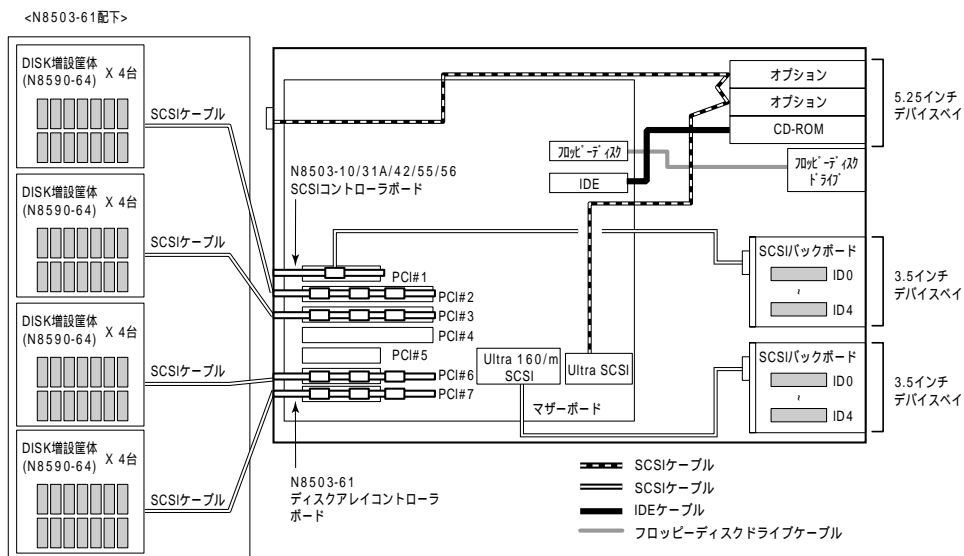 <N8503-61配下>
DISK増設筐体
(N8590-64) X 4台
SCSIケーブル
DISK増設筐体
(N8590-64) X 4台
SCSIケーブル
DISK増設筐体
(N8590-64) X 4台
SCSIケーブル
DISK増設筐体
(N8590-64) X 4台
SCSIケーブル
N8503-10/31A/42/55/56
SCSIコントローラボード
PCI#1
PCI#2
PCI#3
PCI#4
PCI#5
PCI#6
PCI#7
N8503-61
ディスクアレイコントローラ
ボード
フロッピーディスク
IDE
Ultra 160/m
SCSI
Ultra SCSI
マザーボード
オプション
オプション
CD-ROM
5.25インチ
デバイスベイ
フロッピーディスク
ドライブ
SCSIバックボード
ID0
~
ID4
3.5インチ
デバイスベイ
SCSIバックボード
ID0
~
ID4
3.5インチ
デバイスベイ
SCSIケーブル
SCSIケーブル
IDEケーブル
フロッピーディスクドライブケーブル